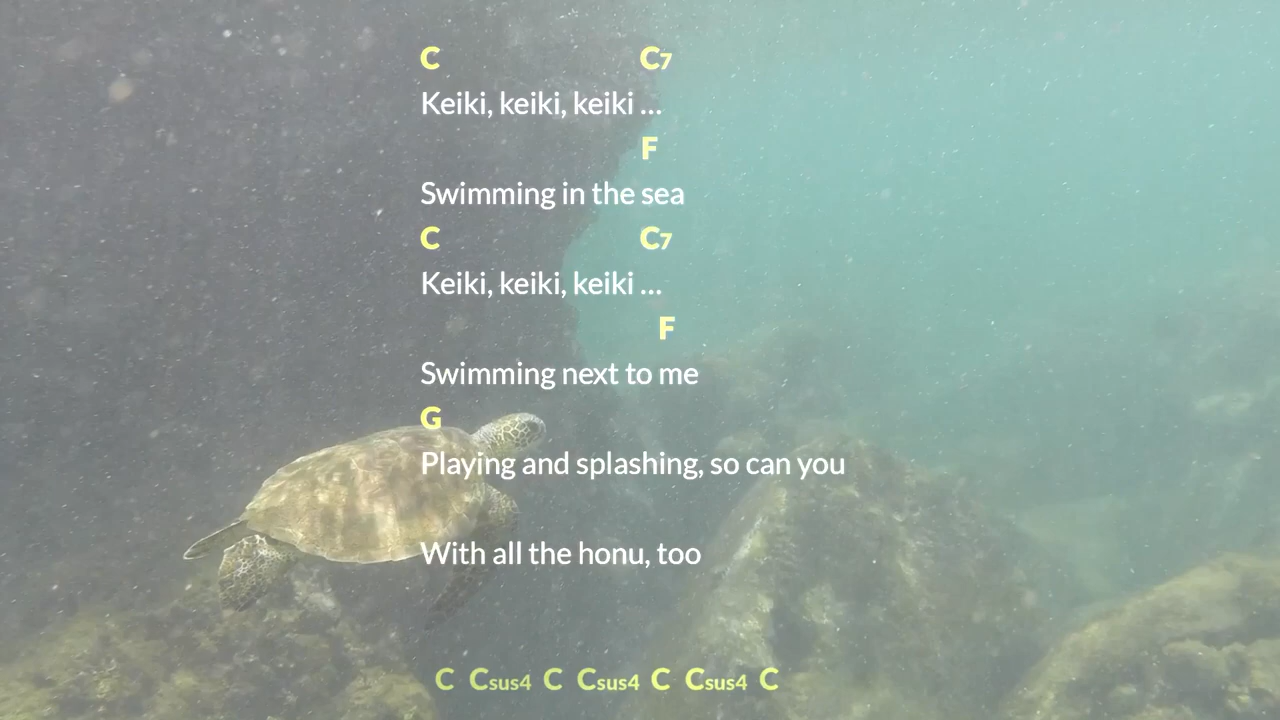 C C7
Keiki, keiki, keiki ...
F
Swimming in the sea
C C7
Keiki, keiki, keiki ...
F
Swimming next to me
G
Playing and splashing, so can you
With all the honu, too
C Csus4 C Csus4 C Csus4 C